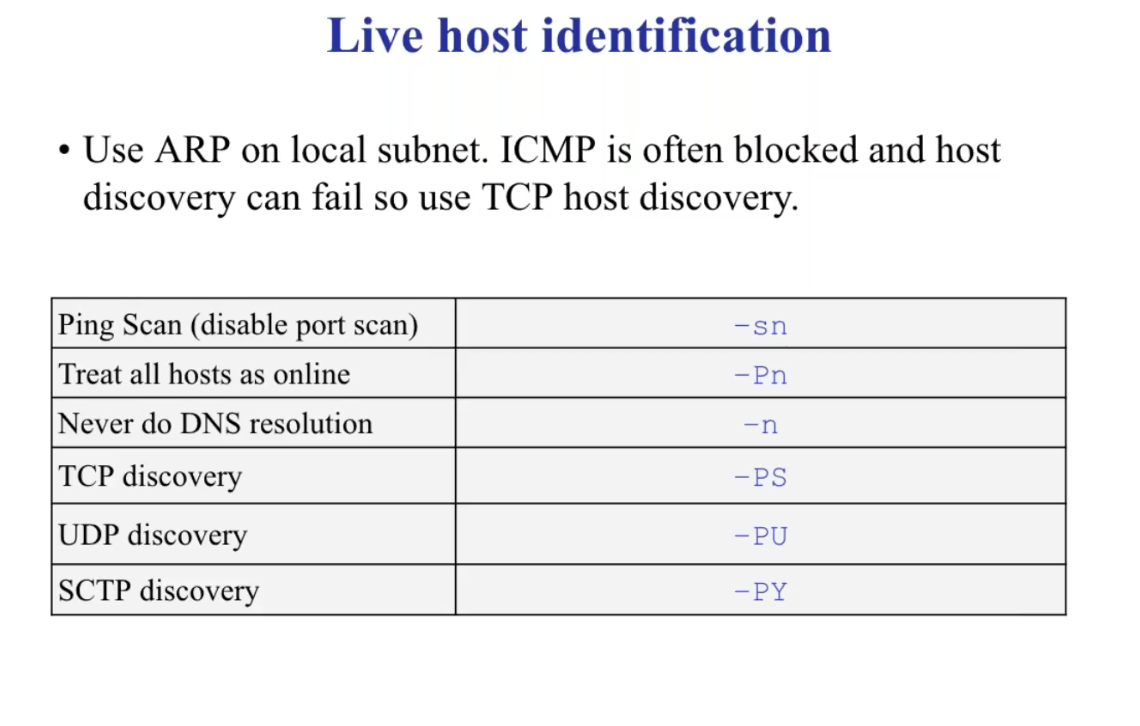 Live host identification
• Use ARP on local subnet. ICMP is often blocked and host
discovery can fail so use TCP host discovery.
Ping Scan (disable port scan) -sn
Treat all hosts as online -Pn
Never do DNS resolution -n
TCP discovery -PS
UDP discovery -PU
SCTP discovery -PY